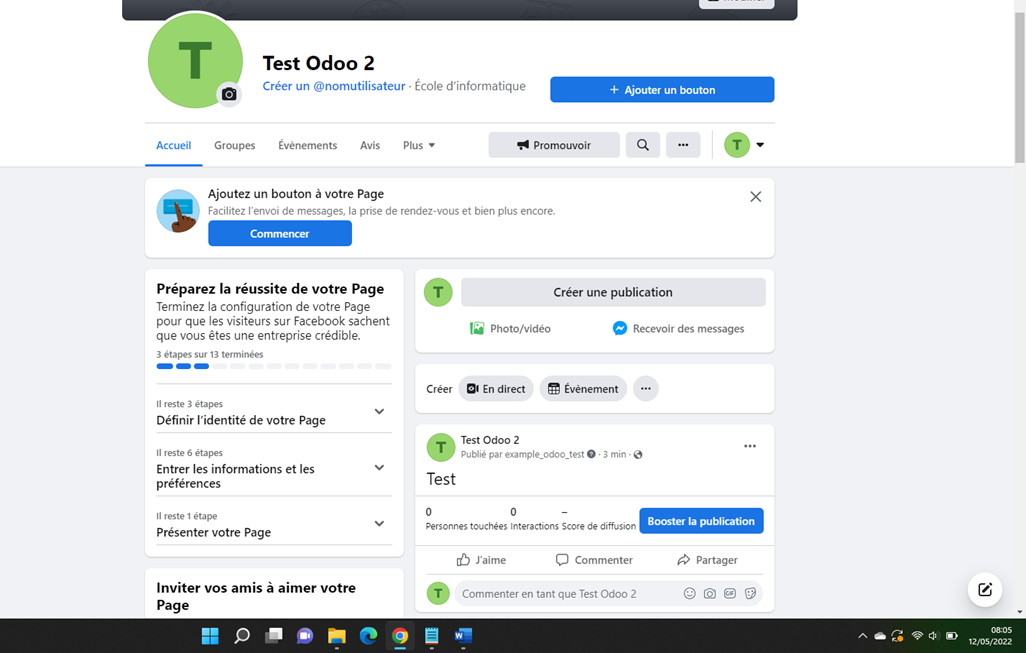 T
Test Odoo 2
Créer un @nomutilisateur · École d'informatique
+ Ajouter un bouton
Accueil
Groupes
Évènements
Avis
Plus
Promouvoir
T
Ajoutez un bouton à votre Page
Facilitez l'envoi de messages, la prise de rendez-vous et bien plus encore.
Commencer
Préparez la réussite de votre Page
Terminez la configuration de votre Page
pour que les visiteurs sur Facebook sachent
que vous êtes une entreprise crédible.
3 étapes sur 13 terminées
Il reste 3 étapes
Définir l'identité de votre Page
Il reste 6 étapes
Entrer les informations et les
préférences
Il reste 1 étape
Présenter votre Page
Inviter vos amis à aimer votre
Page
T
Créer une publication
Photo/vidéo
Recevoir des messages
Créer
En direct
Évènement
T
Test Odoo 2
Publié par example_odoo_test · 3 min ·
Test
0
Personnes touchées
0
Interactions
–
Score de diffusion
Booster la publication
J'aime
Commenter
Partager
T
Commenter en tant que Test Odoo 2
GIF
W
08:05
12/05/2022